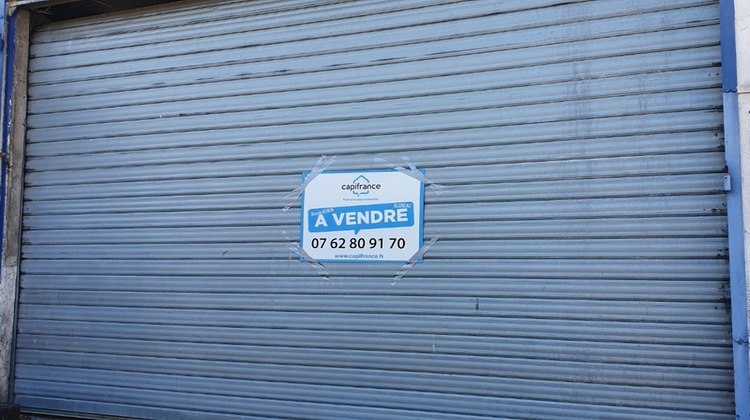 capifrance
À VENDRE
07 62 80 91 70
www.capifrance.fr